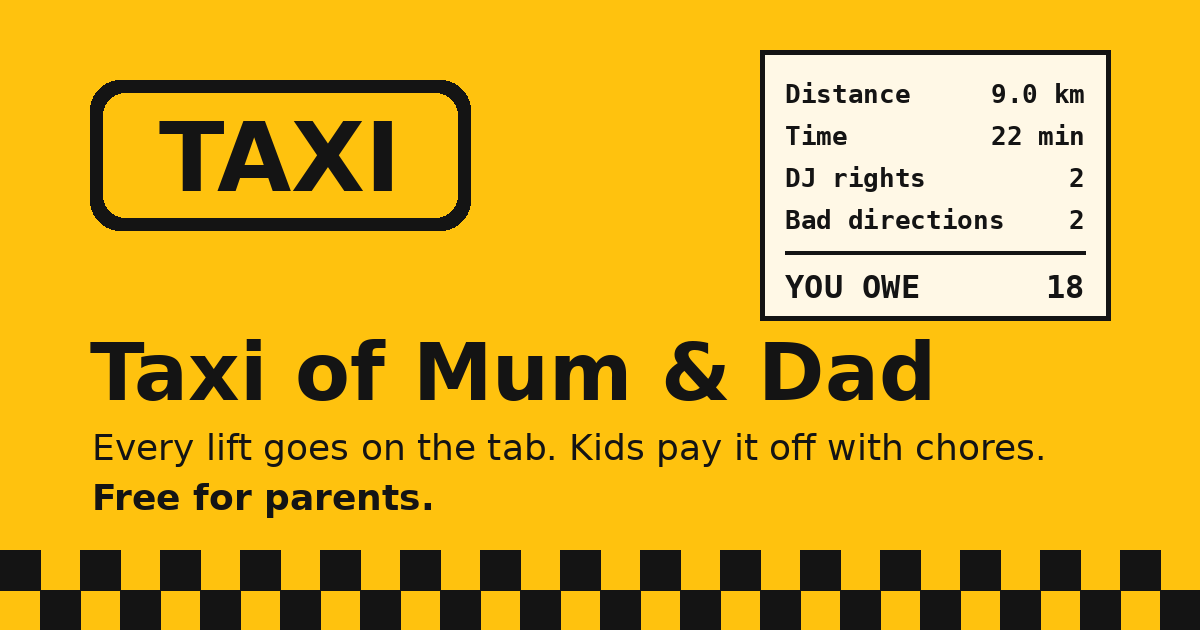 TAXI
Distance 9.0 km
Time 22 min
DJ rights 2
Bad directions 2
YOU OWE 18
Taxi of Mum & Dad
Every lift goes on the tab. Kids pay it off with chores.
Free for parents.